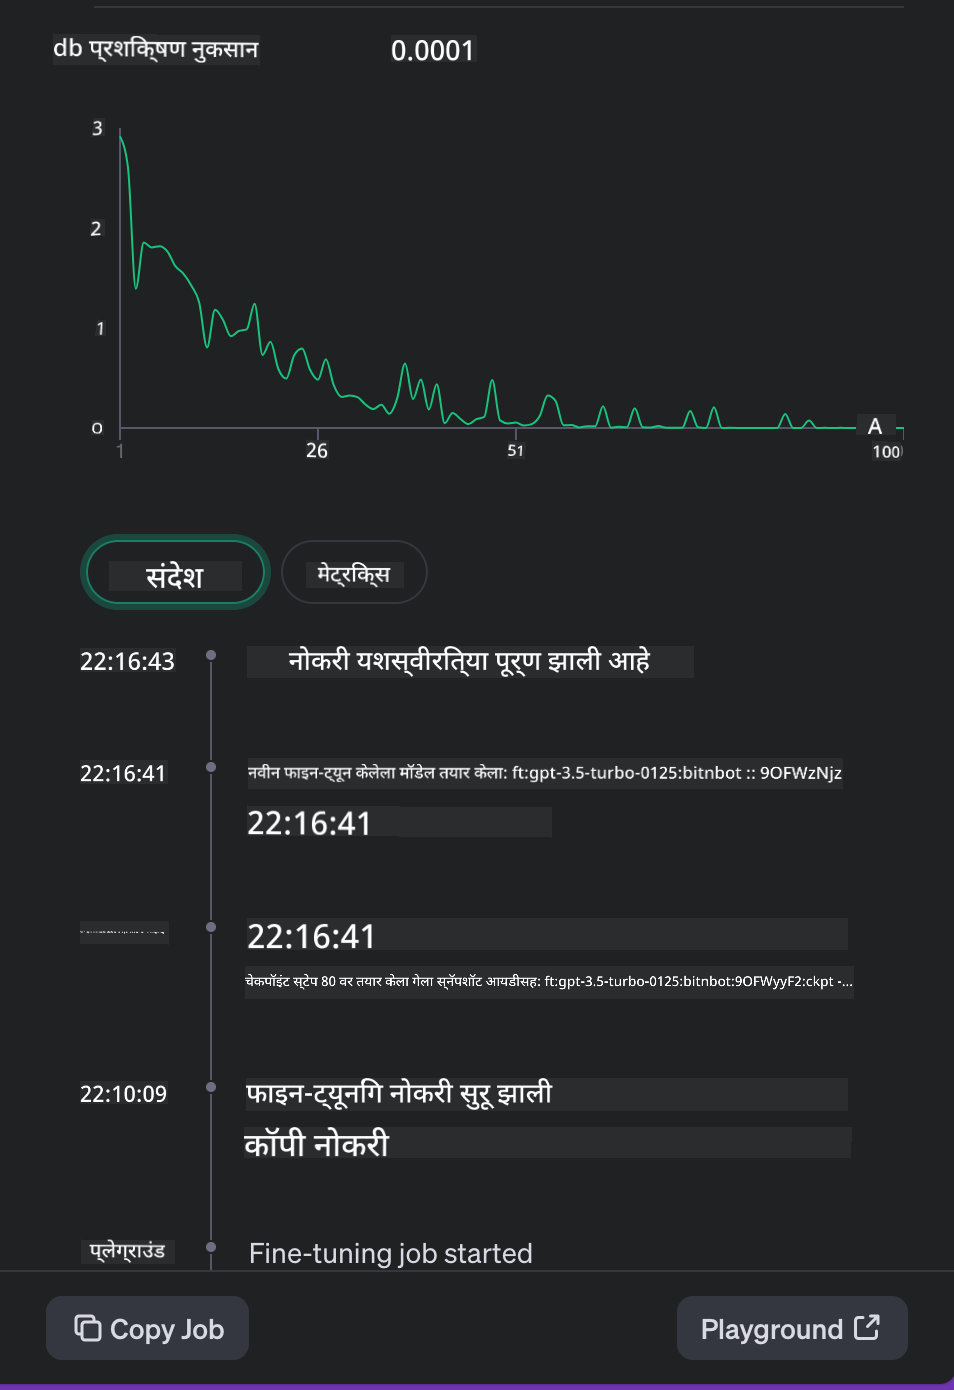 db प्रशिक्षण नुकसान 0.0001
3
2
1
0
1 26 51 A 100
संदेश मेट्रिक्स
22:16:43 नोकरी यशस्वीरित्या पूर्ण झाली आहे
22:16:41 नवीन फाइन-ट्यून केलेला मॉडेल तयार केला: ft:gpt-3.5-turbo-0125:bitnbot :: 9OFWzNjz
22:16:41
22:16:41
चेकपॉइंट स्टेप 80 वर तयार केला गेला स्नॅपशॉट आयडीसह: ft:gpt-3.5-turbo-0125:bitnbot:9OFWyyF2:ckpt -...
22:10:09 फाइन-ट्यूनिंग नोकरी सुरू झाली
कॉपी नोकरी
प्लेग्राउंड Fine-tuning job started
Copy Job Playground